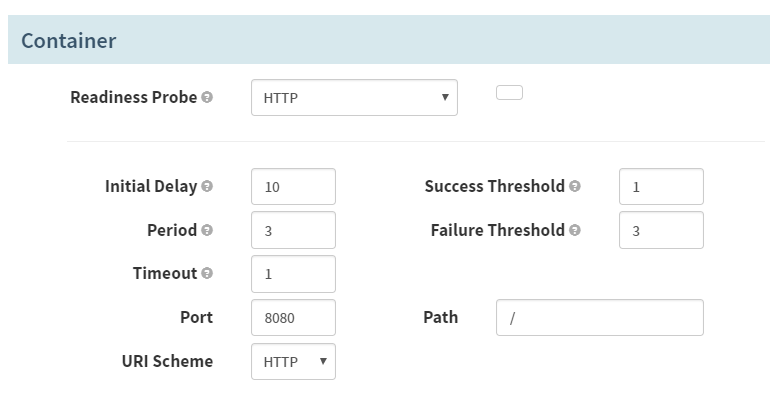 Container
Readiness Probe ? HTTP
Initial Delay ? 10 Success Threshold ? 1
Period ? 3 Failure Threshold ? 3
Timeout ? 1
Port 8080 Path /
URI Scheme HTTP